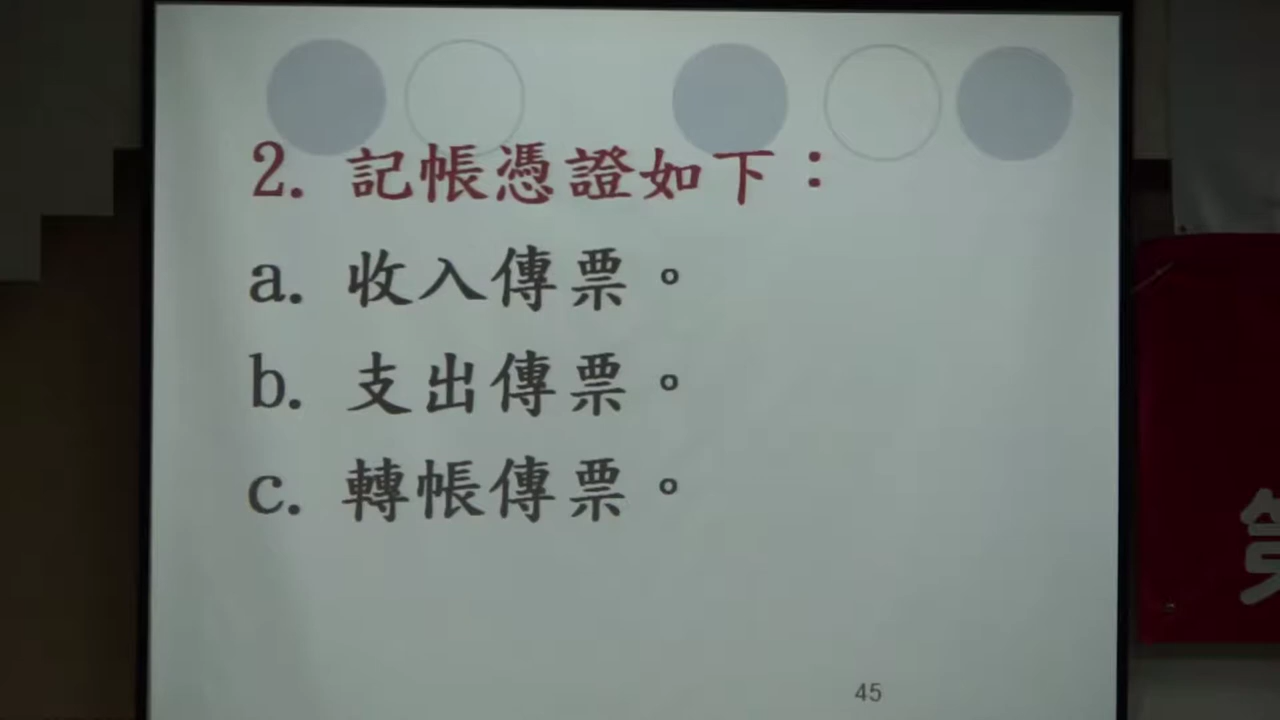 2. 記帳憑證如下：
a. 收入傳票。
b. 支出傳票。
c. 轉帳傳票。
45